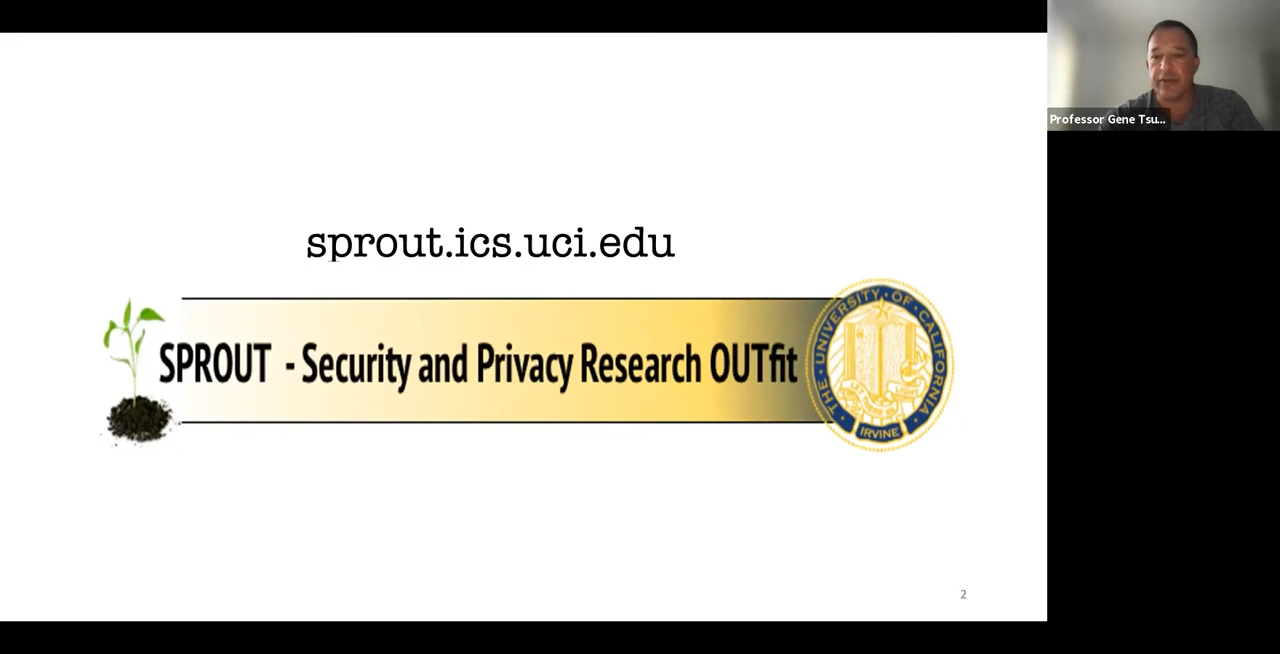 sprout.ics.uci.edu
SPROUT - Security and Privacy Research OUTfit
THE · UNIVERSITY · OF · CALIFORNIA ·
IRVINE
2
Professor Gene Tsu...